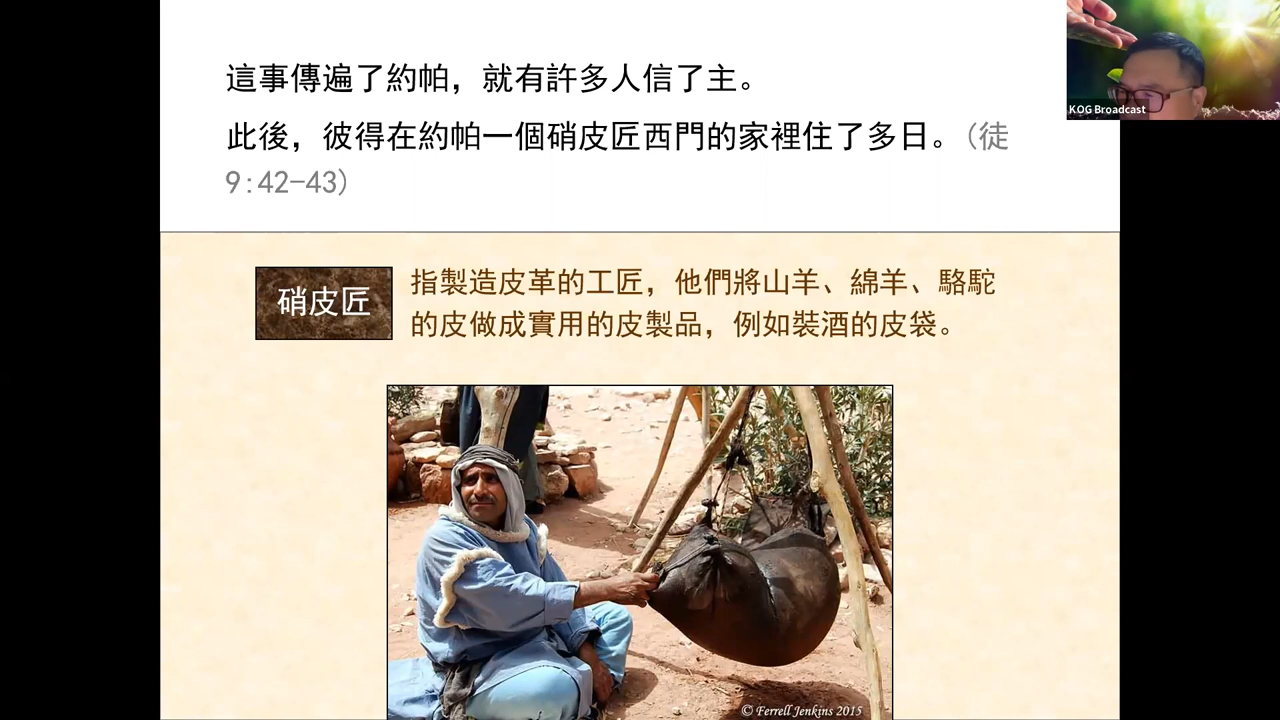 這事傳遍了約帕，就有許多人信了主。
此後，彼得在約帕一個硝皮匠西門的家裡住了多日。(徒
9:42-43)
KOG Broadcast
硝皮匠
指製造皮革的工匠，他們將山羊、綿羊、駱駝
的皮做成實用的皮製品，例如裝酒的皮袋。
© Ferrell Jenkins 2015